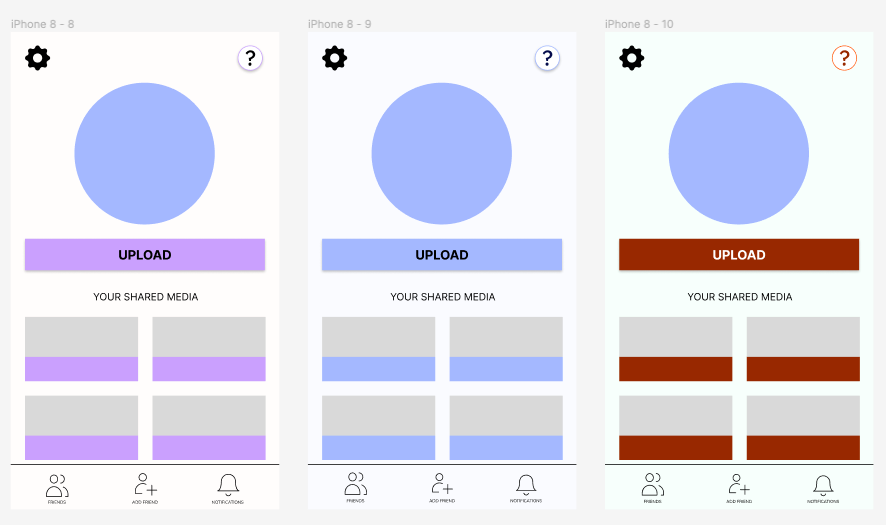 iPhone 8 - 8
?
UPLOAD
YOUR SHARED MEDIA
FRIENDS
ADD FRIEND
NOTIFICATIONS
iPhone 8 - 9
?
UPLOAD
YOUR SHARED MEDIA
FRIENDS
ADD FRIEND
NOTIFICATIONS
iPhone 8 - 10
?
UPLOAD
YOUR SHARED MEDIA
FRIENDS
ADD FRIEND
NOTIFICATIONS